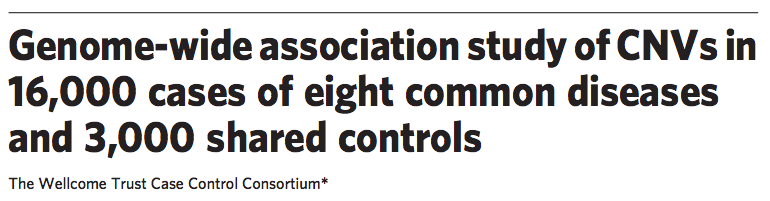 Genome-wide association study of CNVs in
16,000 cases of eight common diseases
and 3,000 shared controls
The Wellcome Trust Case Control Consortium*